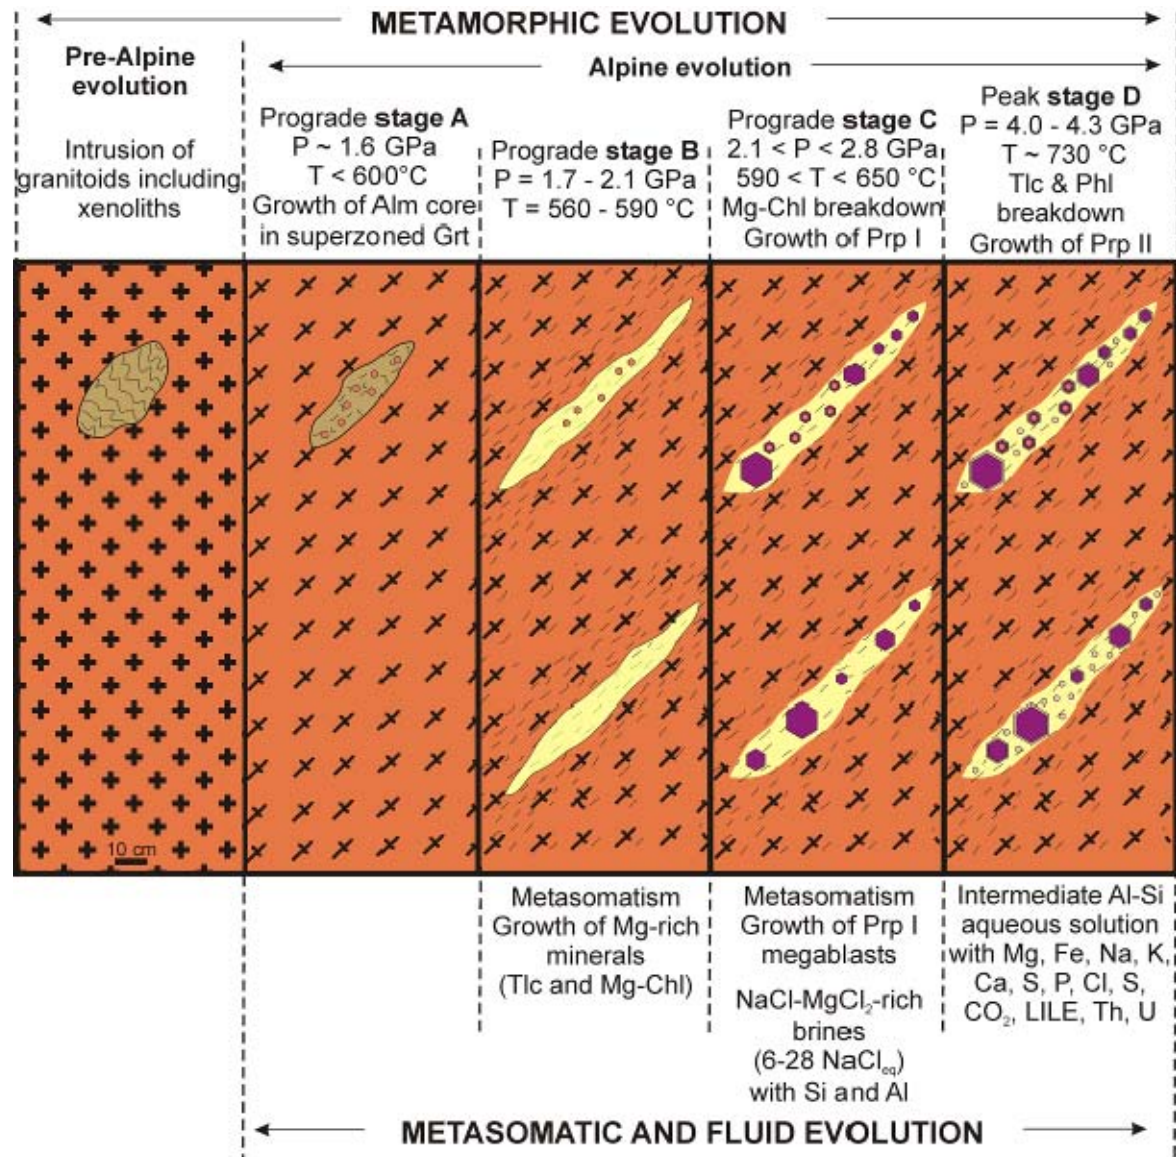 METAMORPHIC EVOLUTION
Pre-Alpine
evolution
Intrusion of
granitoids including
xenoliths
Alpine evolution
Prograde stage A
P ~ 1.6 GPa
T < 600°C
Growth of Alm core
in superzoned Grt
Prograde stage B
P = 1.7 - 2.1 GPa
T = 560 - 590 °C
Prograde stage C
2.1 < P < 2.8 GPa
590 < T < 650 °C
Mg-Chl breakdown
Growth of Prp I
Peak stage D
P = 4.0 - 4.3 GPa
T ~ 730 °C
Tlc & Phl
breakdown
Growth of Prp II
10 cm
Metasomatism
Growth of Mg-rich
minerals
(Tlc and Mg-Chl)
Metasomatism
Growth of Prp I
megablasts
NaCl-MgCl₂-rich
brines
(6-28 NaClₑq)
with Si and Al
Intermediate Al-Si
aqueous solution
with Mg, Fe, Na, K,
Ca, S, P, Cl, S,
CO₂, LILE, Th, U
METASOMATIC AND FLUID EVOLUTION